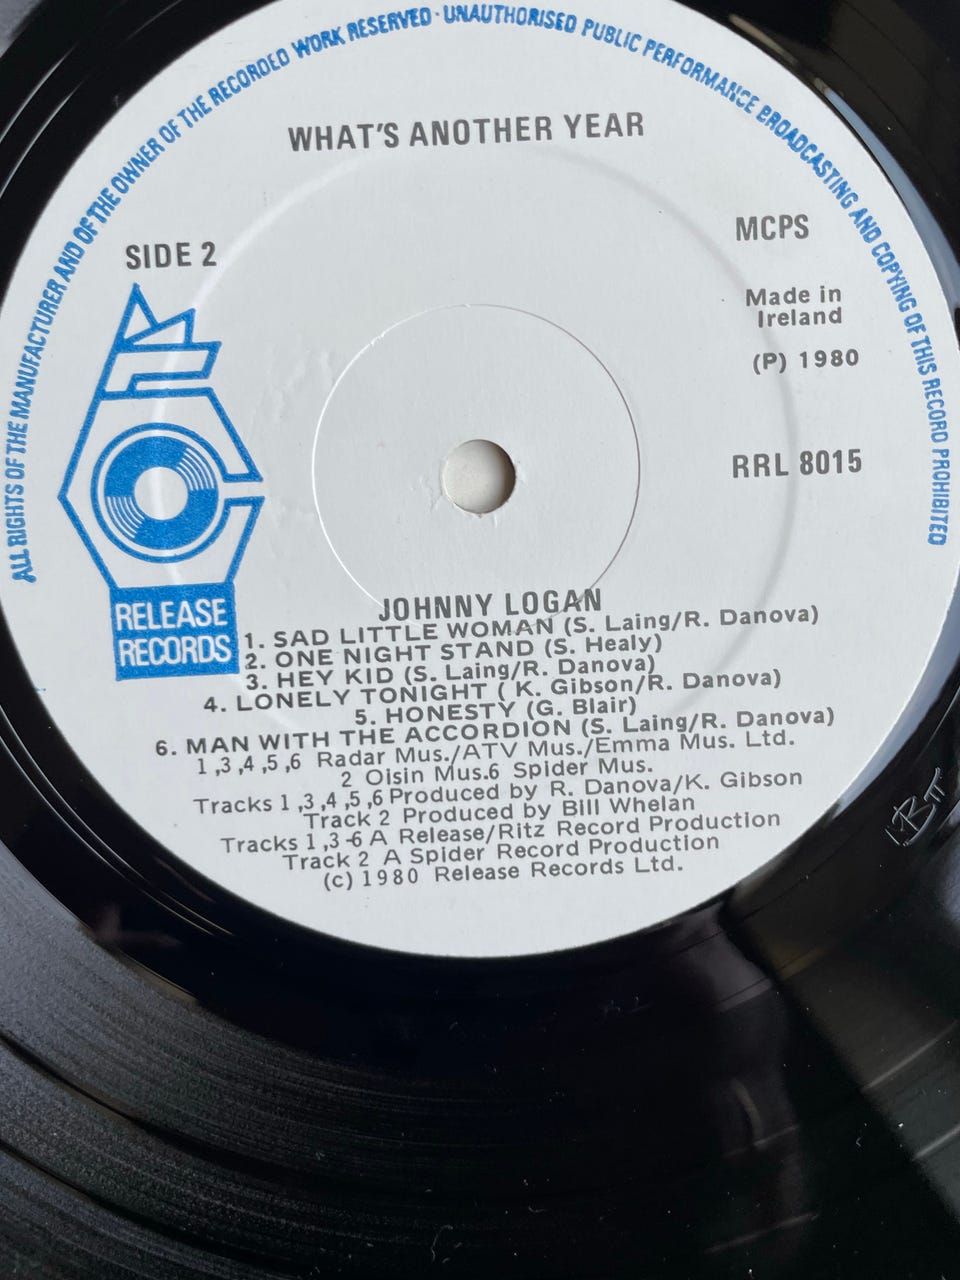 ALL RIGHTS OF THE MANUFACTURER AND OF THE OWNER OF THE RECORDED WORK RESERVED · UNAUTHORISED PUBLIC PERFORMANCE BROADCASTING AND COPYING OF THIS RECORD PROHIBITED
WHAT'S ANOTHER YEAR
SIDE 2
MCPS
Made in
Ireland
(P) 1980
RRL 8015
RELEASE
RECORDS
JOHNNY LOGAN
1. SAD LITTLE WOMAN (S. Laing/R. Danova)
2. ONE NIGHT STAND (S. Healy)
3. HEY KID (S. Laing/R. Danova)
4. LONELY TONIGHT ( K. Gibson/R. Danova)
5. HONESTY (G. Blair)
6. MAN WITH THE ACCORDION (S. Laing/R. Danova)
1,3,4,5,6 Radar Mus./ATV Mus./Emma Mus. Ltd.
2 Oisin Mus.6 Spider Mus.
Tracks 1,3,4,5,6 Produced by R. Danova/K. Gibson
Track 2 Produced by Bill Whelan
Tracks 1,3-6 A Release/Ritz Record Production
Track 2 A Spider Record Production
(c) 1980 Release Records Ltd.